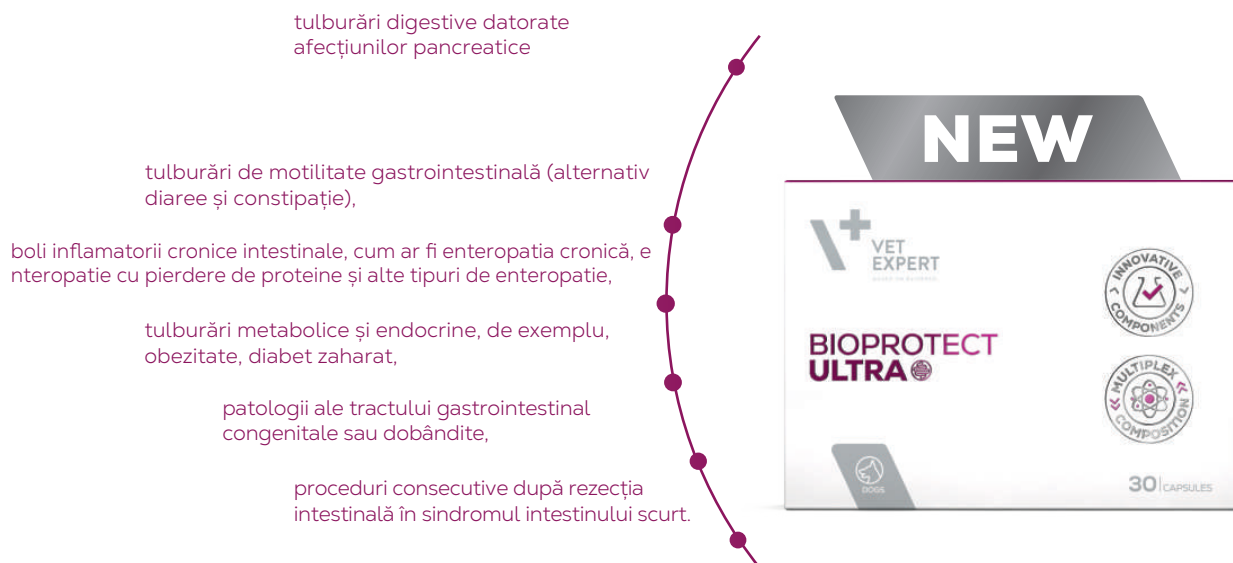 tulburări digestive datorate
afecțiunilor pancreatice
tulburări de motilitate gastrointestinală (alternativ
diaree și constipație),
boli inflamatorii cronice intestinale, cum ar fi enteropatia cronică, e
nteropatie cu pierdere de proteine și alte tipuri de enteropatie,
tulburări metabolice și endocrine, de exemplu,
obezitate, diabet zaharat,
patologii ale tractului gastrointestinal
congenitale sau dobândite,
proceduri consecutive după rezecția
intestinală în sindromul intestinului scurt.
NEW
VET
EXPERT
INNOVATIVE
COMPONENTS
BIOPROTECT
ULTRA
MULTIPLEX
COMPOSITION
DOGS
30 CAPSULES